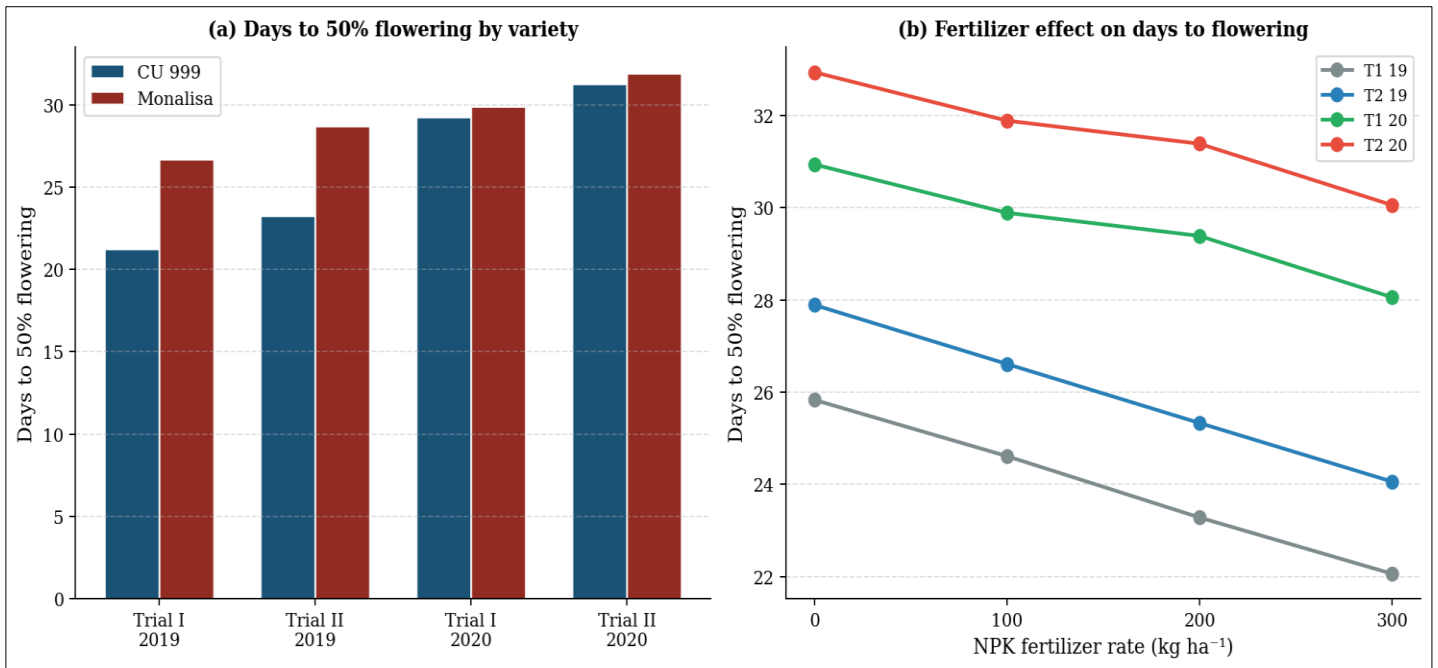 (a) Days to 50% flowering by variety
CU 999
Monalisa
Days to 50% flowering
30
25
20
15
10
5
0
Trial I
2019
Trial II
2019
Trial I
2020
Trial II
2020
(b) Fertilizer effect on days to flowering
T1 19
T2 19
T1 20
T2 20
Days to 50% flowering
32
30
28
26
24
22
0 100 200 300
NPK fertilizer rate (kg ha⁻¹)